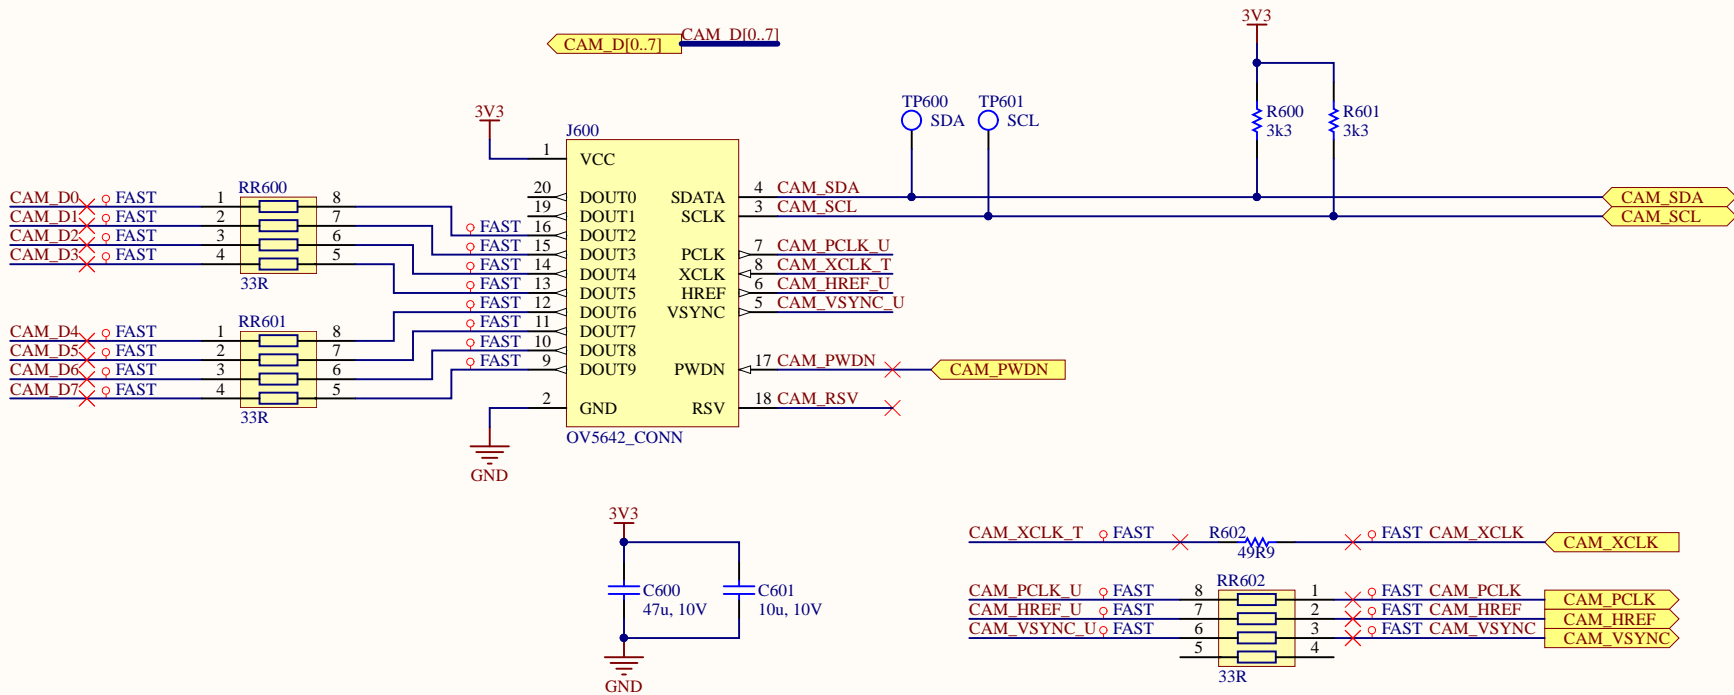 CAM_D[0..7] CAM_D[0..7]
3V3
TP600 SDA
TP601 SCL
R600
3k3
R601
3k3
3V3
J600
1 VCC
20 DOUT0
19 DOUT1
FAST 16 DOUT2
FAST 15 DOUT3
FAST 14 DOUT4
FAST 13 DOUT5
FAST 12 DOUT6
FAST 11 DOUT7
FAST 10 DOUT8
FAST 9 DOUT9
2 GND
SDATA 4 CAM_SDA
SCLK 3 CAM_SCL
PCLK 7 CAM_PCLK_U
XCLK 8 CAM_XCLK_T
HREF 6 CAM_HREF_U
VSYNC 5 CAM_VSYNC_U
PWDN 17 CAM_PWDN
RSV 18 CAM_RSV
OV5642_CONN
CAM_SDA
CAM_SCL
CAM_PWDN
GND
RR600
CAM_D0 FAST 1 8
CAM_D1 FAST 2 7
CAM_D2 FAST 3 6
CAM_D3 FAST 4 5
33R
RR601
CAM_D4 FAST 1 8
CAM_D5 FAST 2 7
CAM_D6 FAST 3 6
CAM_D7 FAST 4 5
33R
3V3
C600
47u, 10V
C601
10u, 10V
GND
CAM_XCLK_T FAST R602 FAST CAM_XCLK CAM_XCLK
49R9
RR602
CAM_PCLK_U FAST 8 1 FAST CAM_PCLK CAM_PCLK
CAM_HREF_U FAST 7 2 FAST CAM_HREF CAM_HREF
CAM_VSYNC_U FAST 6 3 FAST CAM_VSYNC CAM_VSYNC
5 4
33R